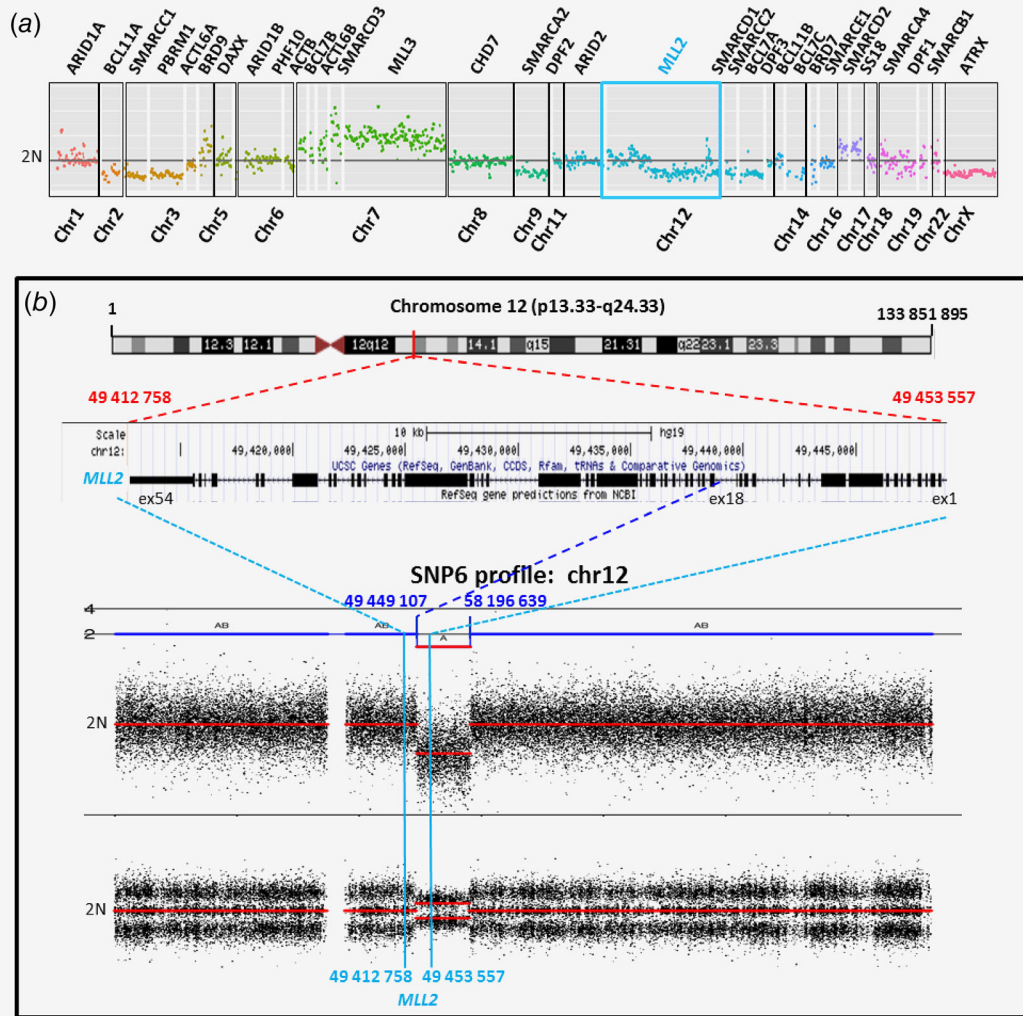 (a)
ARID1A BCL11A SMARCC1 PBRM1 ACTL6A BRD9 DAXX ARID1B PHF10 ACTB BCL7B ACTL6B SMARCD3 MLL3 CHD7 SMARCA2 DPF2 ARID2 MLL2 SMARCD1 SMARCC2 BCL7A DPF3 BCL11B BCL7C BRD7 SMARCE1 SMARCD2 SS18 SMARCA4 DPF1 SMARCB1 ATRX
2N
Chr1 Chr2 Chr3 Chr5 Chr6 Chr7 Chr8 Chr9 Chr11 Chr12 Chr14 Chr16 Chr17 Chr18 Chr19 Chr22 ChrX
(b)
1 Chromosome 12 (p13.33-q24.33) 133 851 895
12.3 12.1 12q12 14.1 q15 21.31 q22 23.1 23.3
49 412 758 49 453 557
Scale 10 kb hg19
chr12: 49,420,000 49,425,000 49,430,000 49,435,000 49,440,000 49,445,000
UCSC Genes (RefSeq, GenBank, CCDS, Rfam, tRNAs & Comparative Genomics)
MLL2
RefSeq gene predictions from NCBI
ex54 ex18 ex1
SNP6 profile: chr12
49 449 107 58 196 639
4
AB AB AB
2 A
2N
2N
49 412 758 49 453 557
MLL2